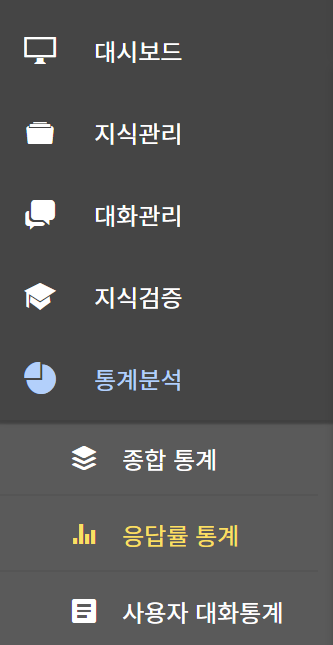 대시보드
지식관리
대화관리
지식검증
통계분석
종합 통계
응답률 통계
사용자 대화통계